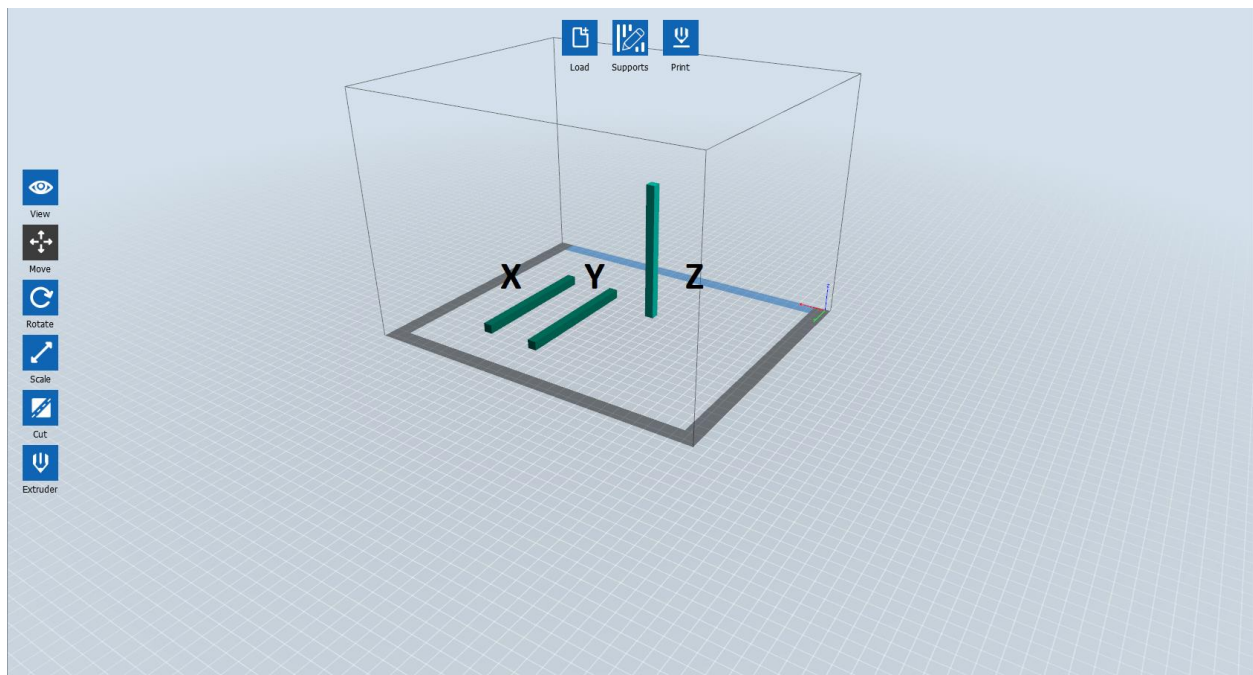 Load Supports Print
View
Move
X Y Z
Rotate
Scale
Cut
Extruder